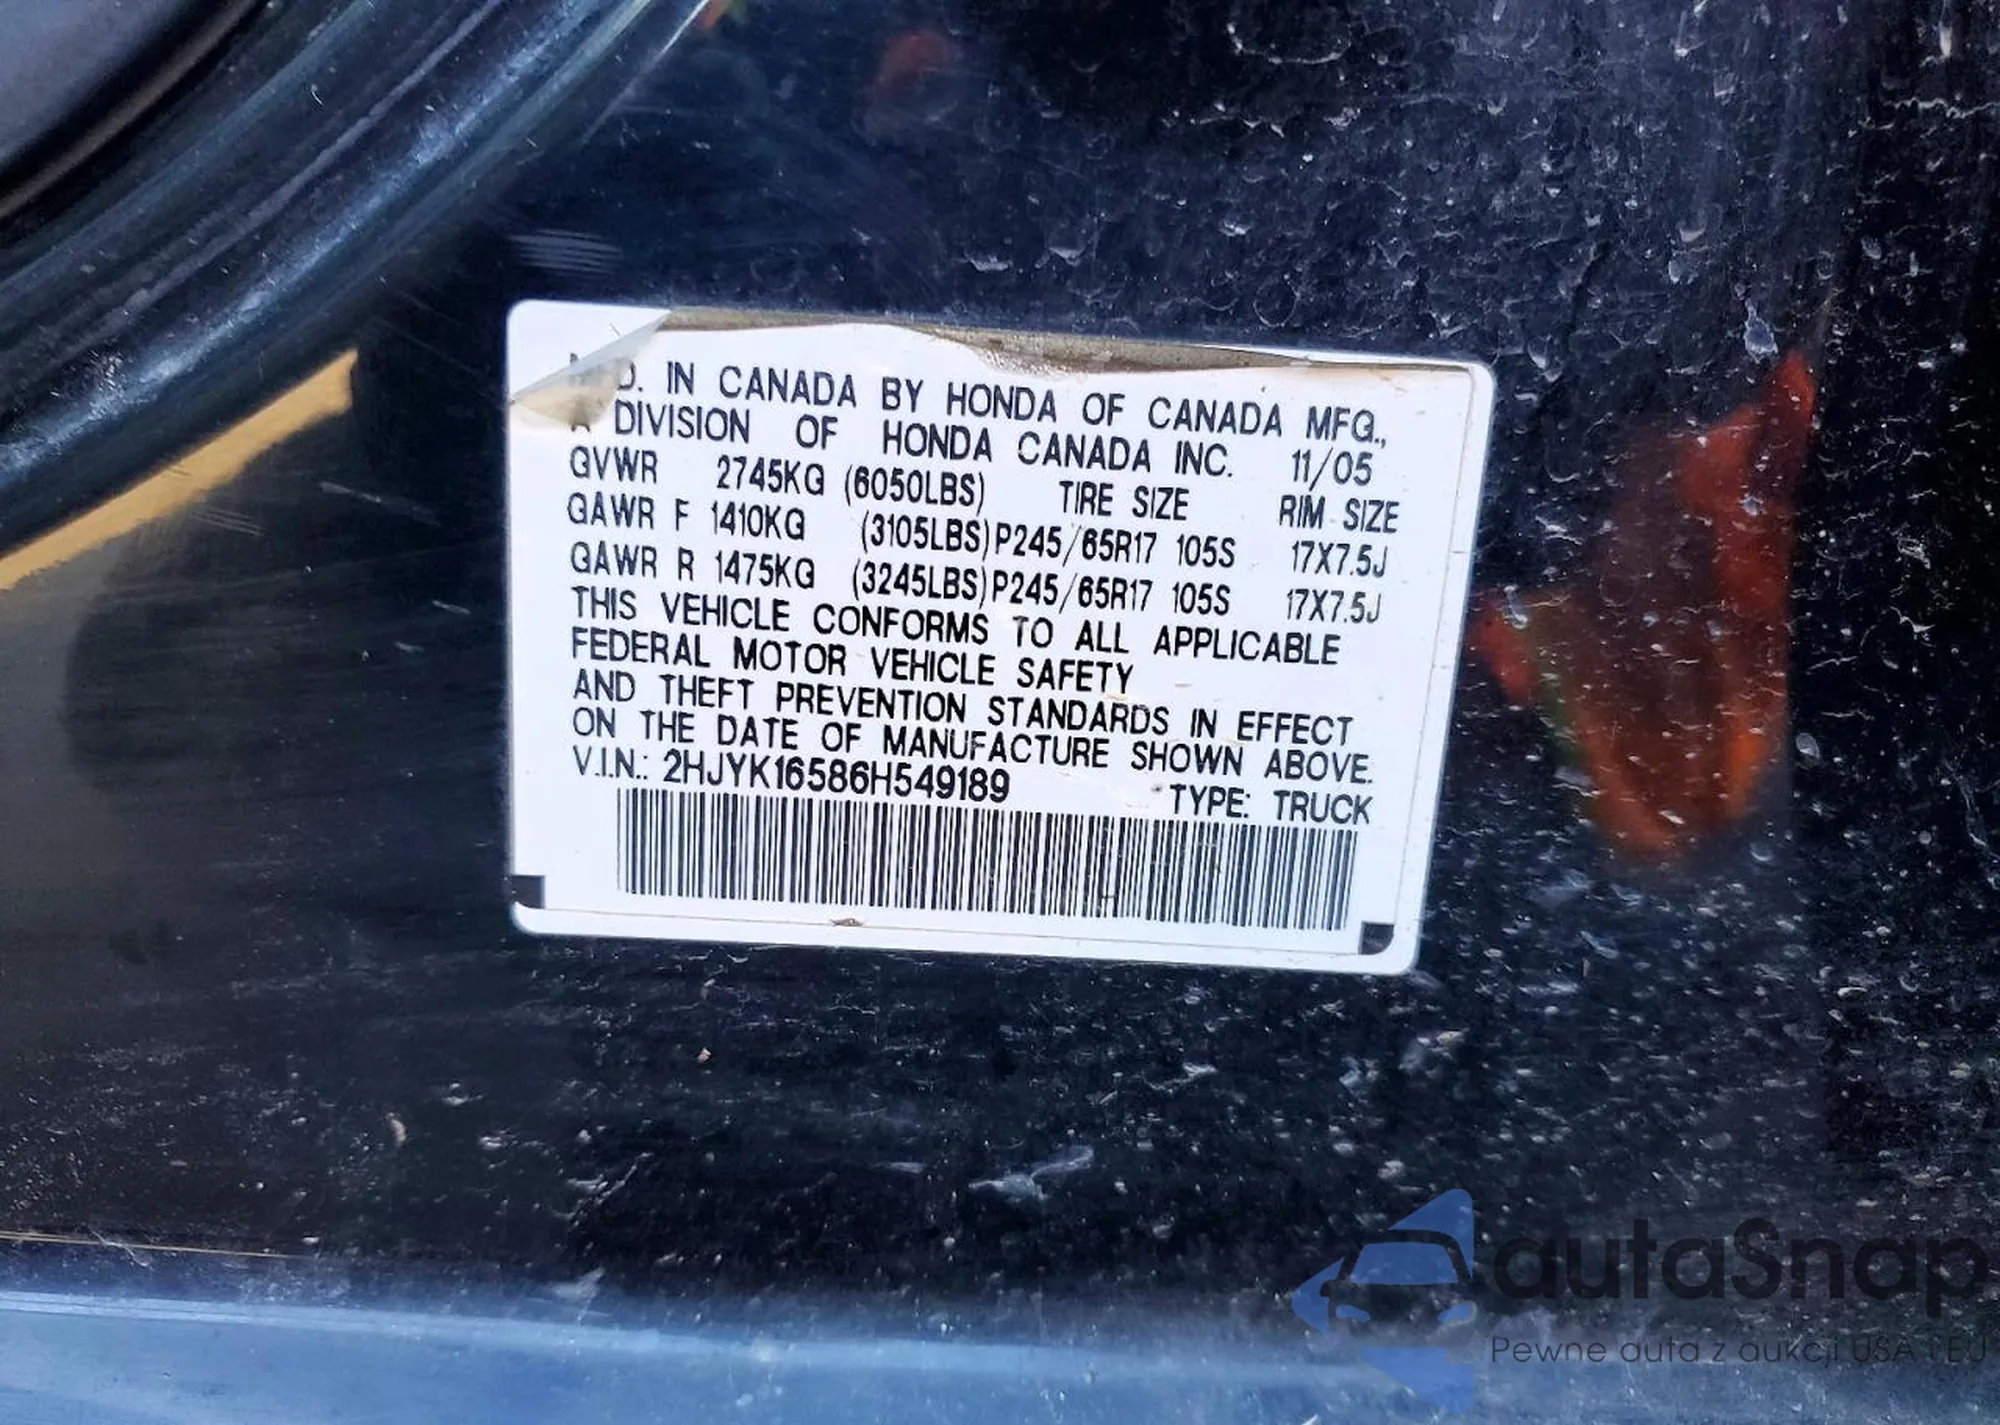 D. IN CANADA BY HONDA OF CANADA MFG.,
A DIVISION OF HONDA CANADA INC. 11/05
GVWR 2745KG (6050LBS) TIRE SIZE RIM SIZE
GAWR F 1410KG (3105LBS) P245/65R17 105S 17X7.5J
GAWR R 1475KG (3245LBS) P245/65R17 105S 17X7.5J
THIS VEHICLE CONFORMS TO ALL APPLICABLE
FEDERAL MOTOR VEHICLE SAFETY
AND THEFT PREVENTION STANDARDS IN EFFECT
ON THE DATE OF MANUFACTURE SHOWN ABOVE.
V.I.N.: 2HJYK16586H549189 TYPE: TRUCK
autaSnap
Pewne auta z aukcji USA i EU